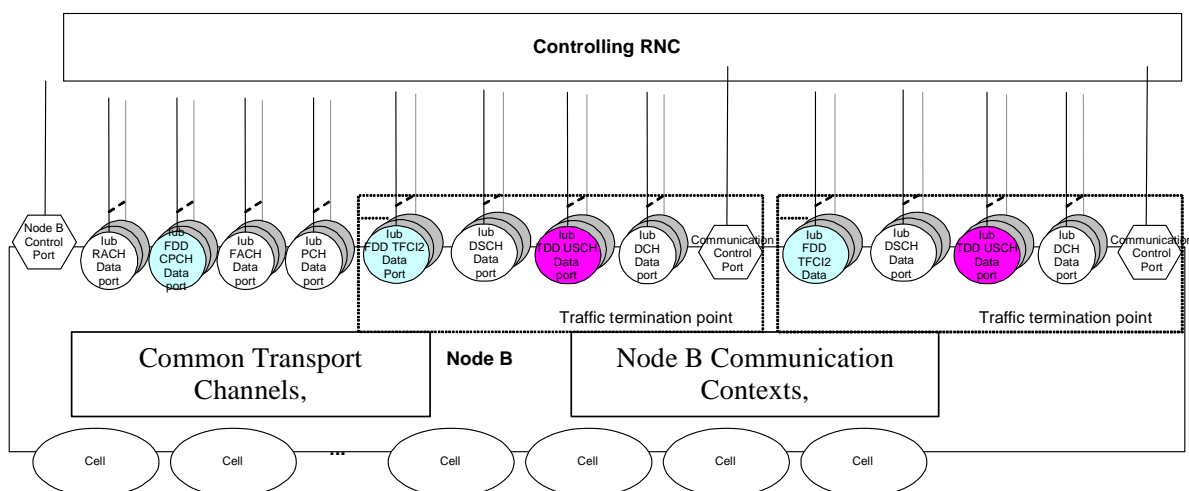 Controlling RNC
Node B
Control
Port
Iub
RACH
Data
port
Iub
FDD
CPCH
Data
port
Iub
FACH
Data
port
Iub
PCH
Data
port
Iub
FDD TFCI2
Data
Port
Iub
DSCH
Data
port
Iub
TDD USCH
Data
port
Iub
DCH
Data
port
Communication
Control
Port
Iub
FDD
TFCI2
Data
Iub
DSCH
Data
port
Iub
TDD USCH
Data
port
Iub
DCH
Data
port
Communication
Control
Port
Traffic termination point
Traffic termination point
Common Transport
Channels,
Node B
Node B Communication
Contexts,
Cell
Cell
...
Cell
Cell
Cell
Cell